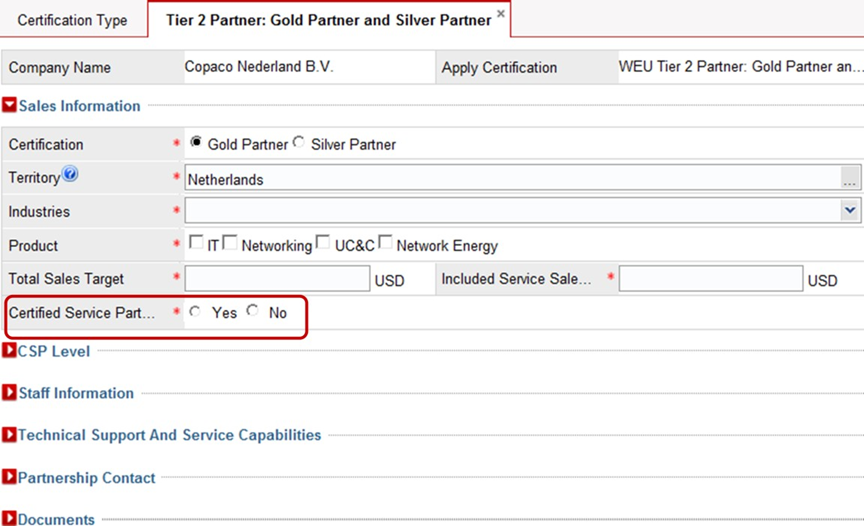 Certification Type Tier 2 Partner: Gold Partner and Silver Partner
Company Name Copaco Nederland B.V. Apply Certification WEU Tier 2 Partner: Gold Partner an...
Sales Information
Certification * Gold Partner Silver Partner
Territory * Netherlands ...
Industries *
Product * IT Networking UC&C Network Energy
Total Sales Target * USD Included Service Sale... * USD
Certified Service Part... * Yes No
CSP Level
Staff Information
Technical Support And Service Capabilities
Partnership Contact
Documents